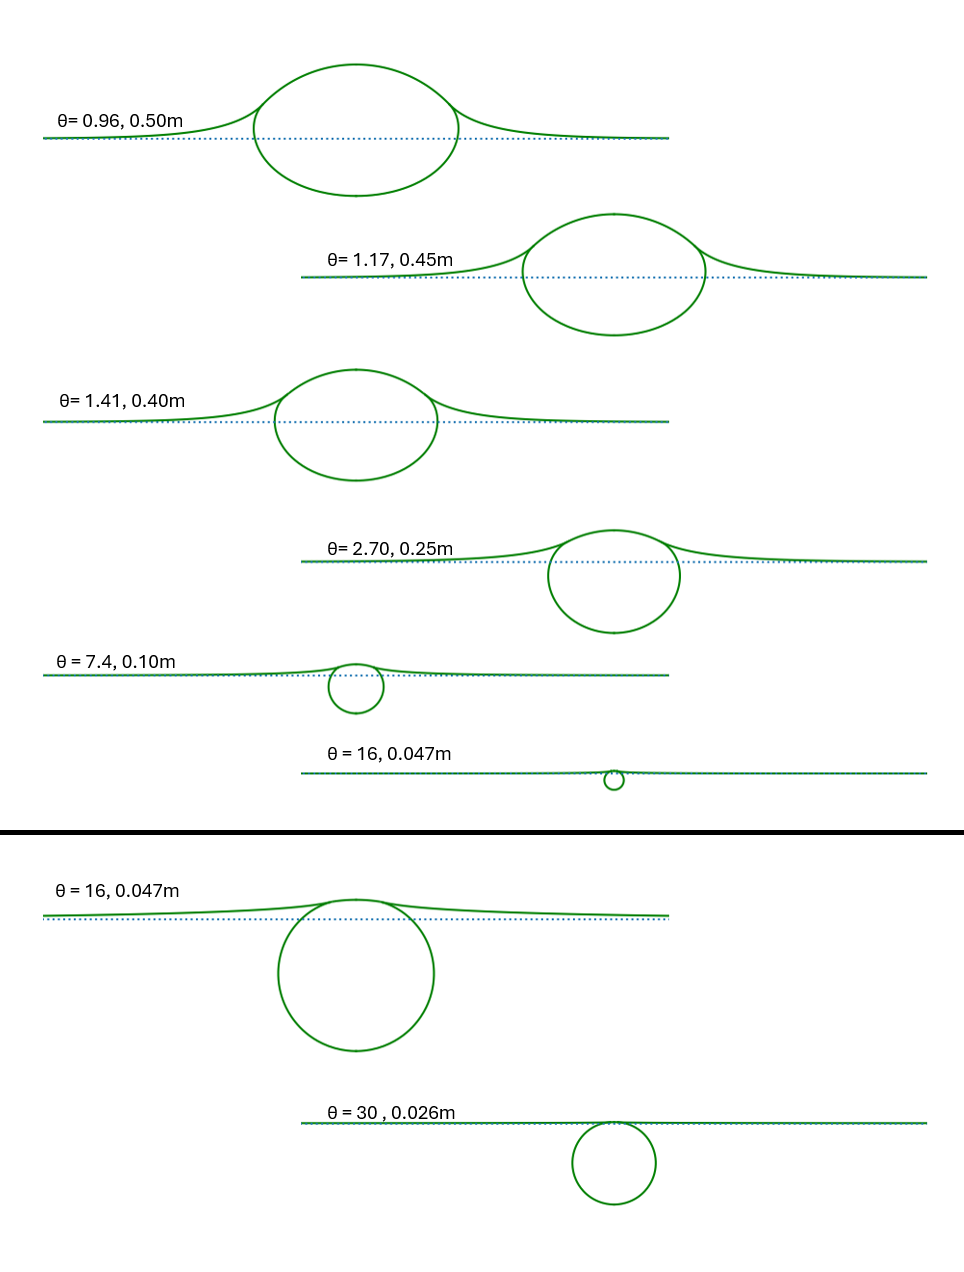 θ= 0.96, 0.50m
θ= 1.17, 0.45m
θ= 1.41, 0.40m
θ= 2.70, 0.25m
θ = 7.4, 0.10m
θ = 16, 0.047m
θ = 16, 0.047m
θ = 30 , 0.026m